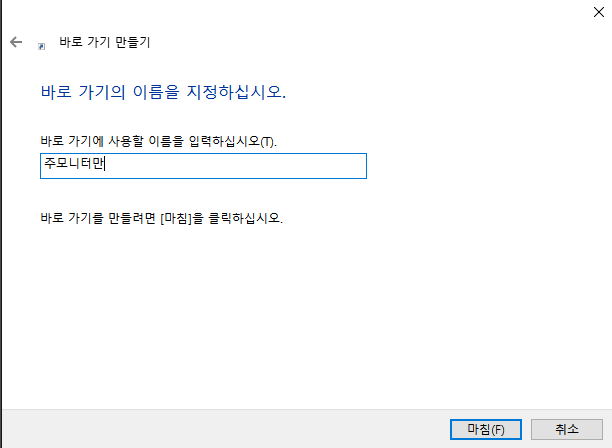 바로 가기 만들기
바로 가기의 이름을 지정하십시오.
바로 가기에 사용할 이름을 입력하십시오(T).
주모니터만
바로 가기를 만들려면 [마침]을 클릭하십시오.
마침(F)
취소